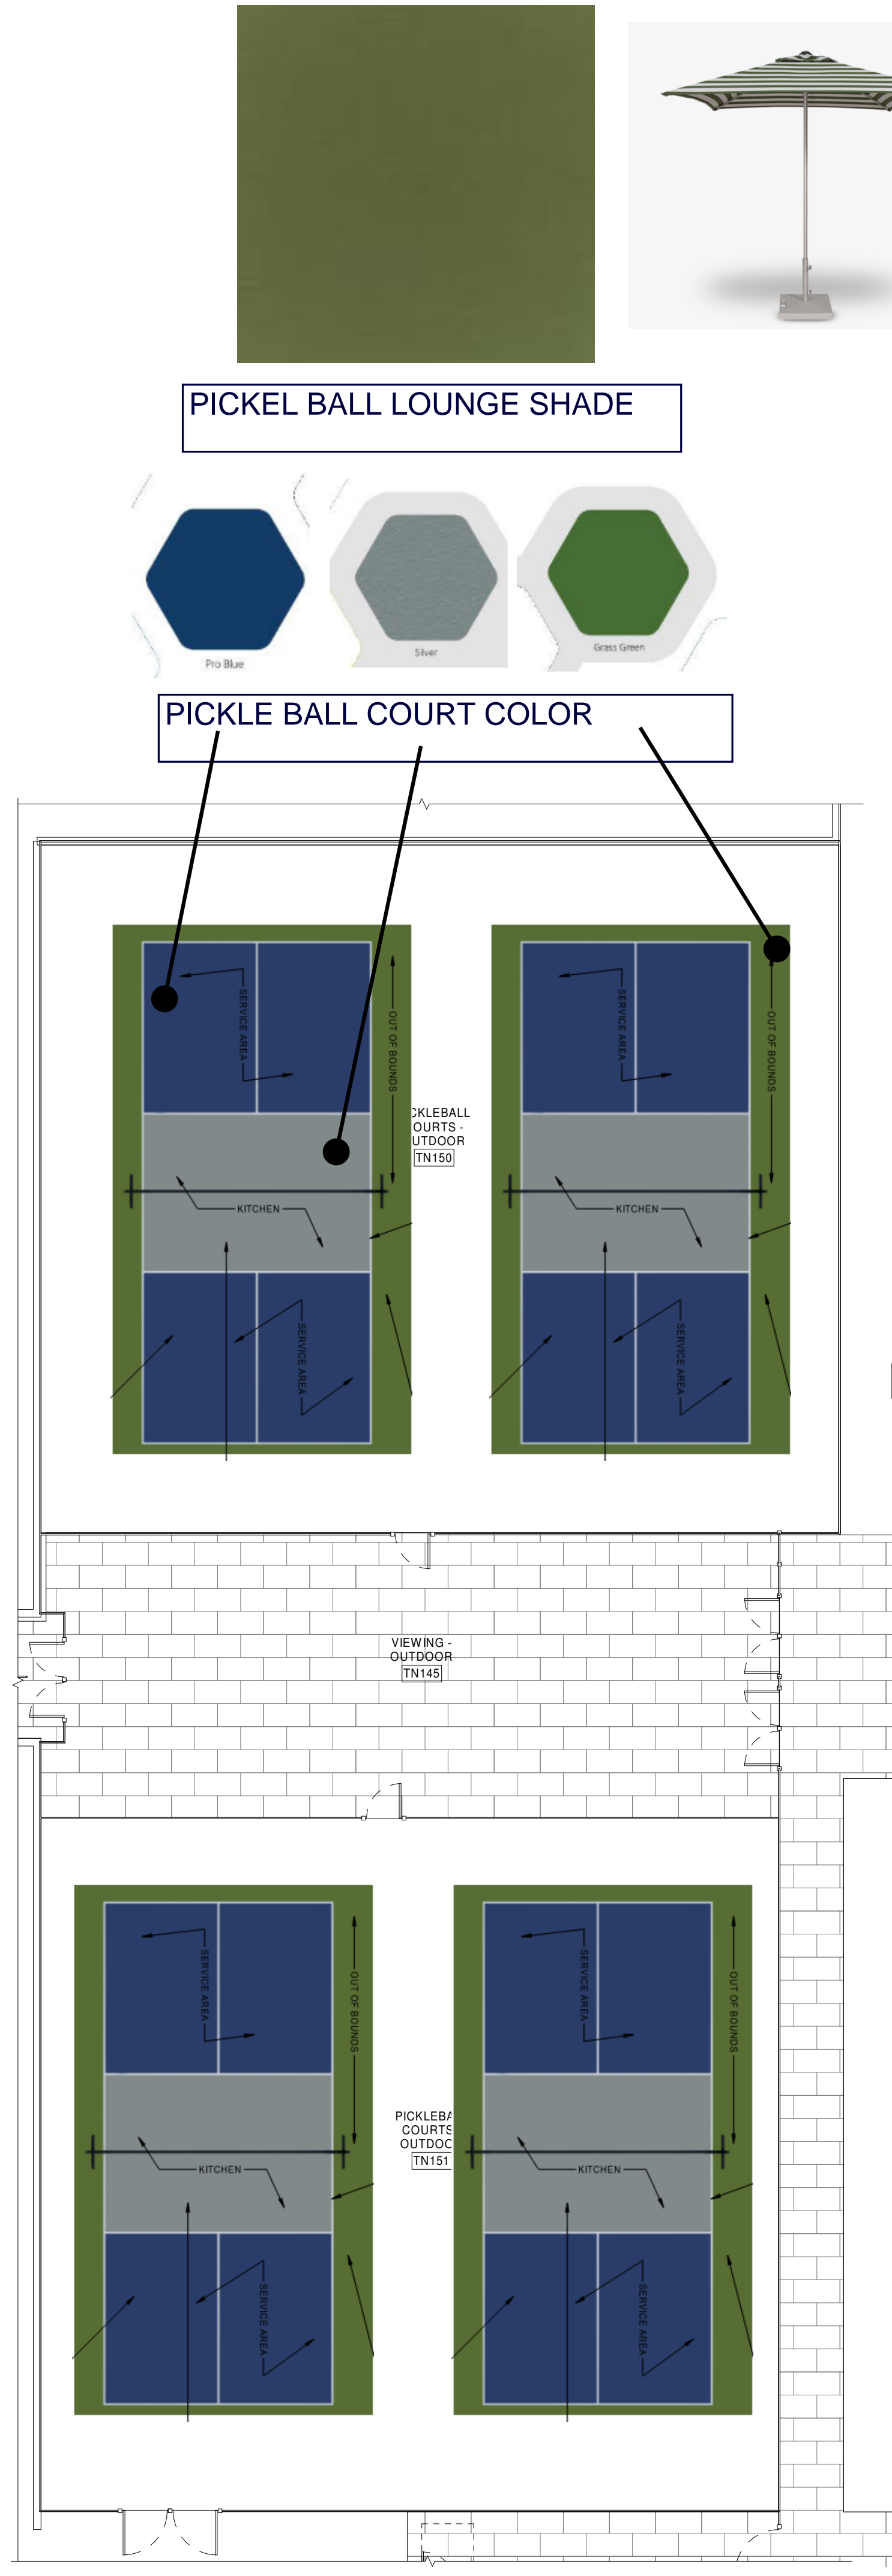 PICKEL BALL LOUNGE SHADE
Pro Blue
Silver
Grass Green
PICKLE BALL COURT COLOR
SERVICE AREA
OUT OF BOUNDS
SERVICE AREA
OUT OF BOUNDS
CKLEBALL
OURTS -
UTDOOR
TN150
KITCHEN
KITCHEN
SERVICE AREA
SERVICE AREA
VIEWING -
OUTDOOR
TN145
SERVICE AREA
OUT OF BOUNDS
SERVICE AREA
OUT OF BOUNDS
PICKLEBA
COURTS
OUTDOO
TN151
KITCHEN
KITCHEN
SERVICE AREA
SERVICE AREA